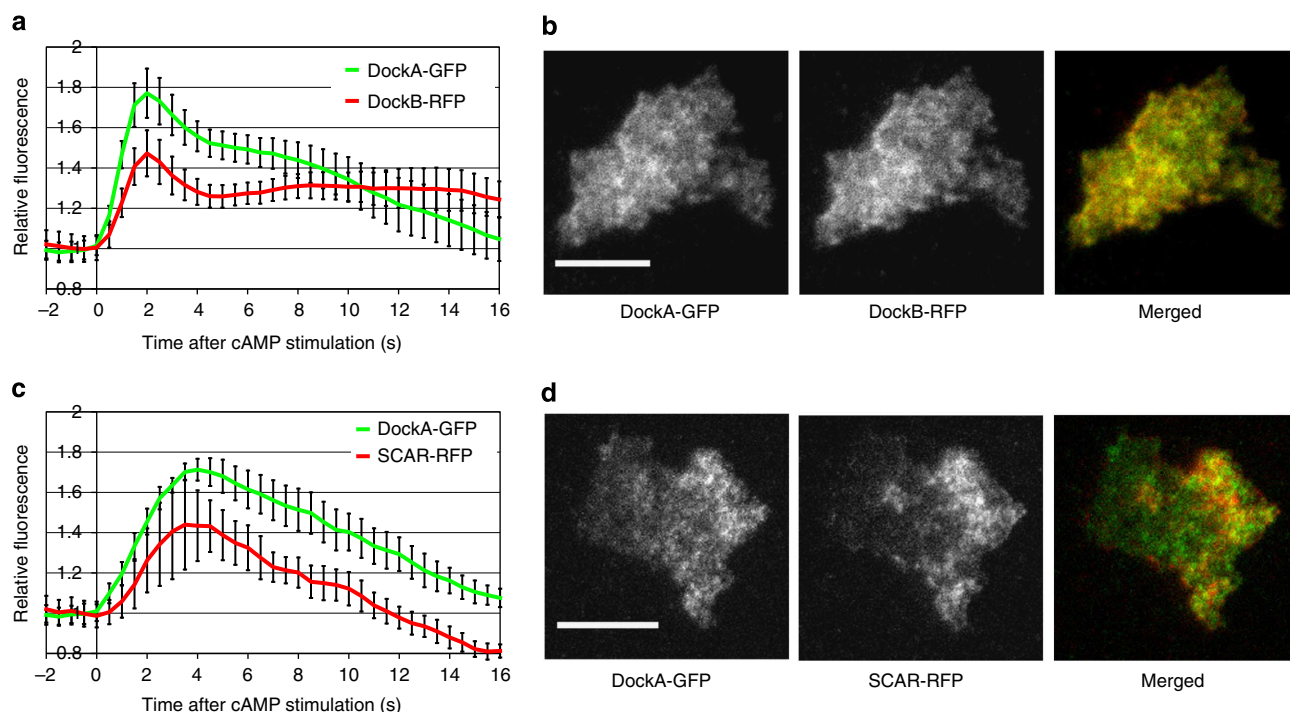 a
2
1.8
1.6
1.4
1.2
0.8
–2 0 2 4 6 8 10 12 14 16
Relative fluorescence
Time after cAMP stimulation (s)
DockA-GFP
DockB-RFP
b
DockA-GFP DockB-RFP Merged
c
2
1.8
1.6
1.4
1.2
0.8
–2 0 2 4 6 8 10 12 14 16
Relative fluorescence
Time after cAMP stimulation (s)
DockA-GFP
SCAR-RFP
d
DockA-GFP SCAR-RFP Merged